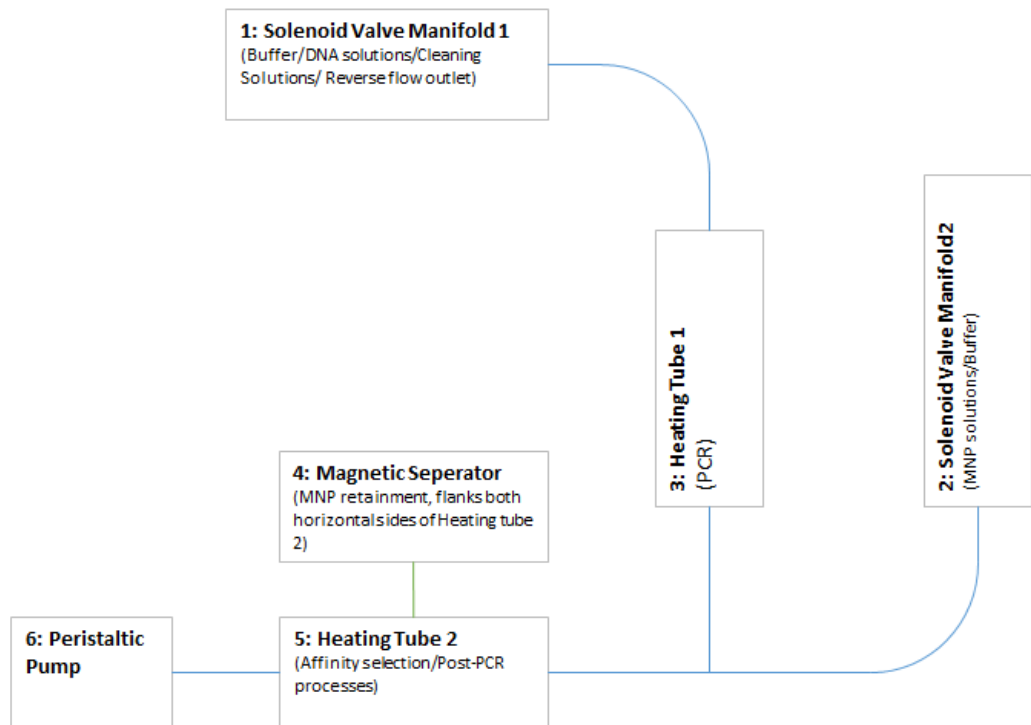 1: Solenoid Valve Manifold 1
(Buffer/DNA solutions/Cleaning
Solutions/ Reverse flow outlet)
2: Solenoid Valve Manifold2
(MNP solutions/Buffer)
3: Heating Tube 1
(PCR)
4: Magnetic Seperator
(MNP retainment, flanks both
horizontal sides of Heating tube
2)
5: Heating Tube 2
(Affinity selection/Post-PCR
processes)
6: Peristaltic
Pump